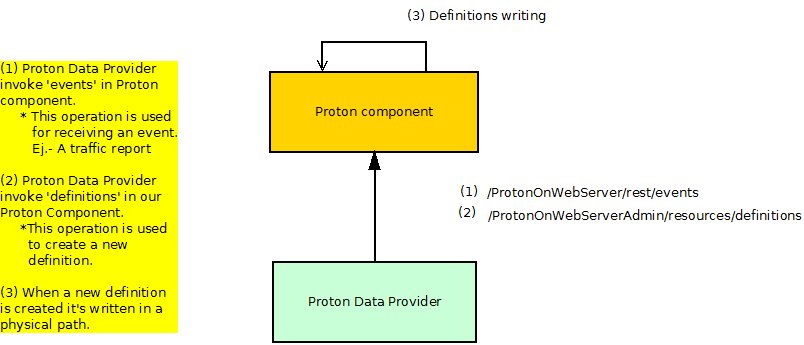 (3) Definitions writing
(1) Proton Data Provider
invoke 'events' in Proton
component.
* This operation is used
for receiving an event.
Ej.- A traffic report
(2) Proton Data Provider
invoke 'definitions' in our
Proton Component.
*This operation is used
to create a new
definition.
(3) When a new definition
is created it's written in a
physical path.
Proton component
(1) /ProtonOnWebServer/rest/events
(2) /ProtonOnWebServerAdmin/resources/definitions
Proton Data Provider